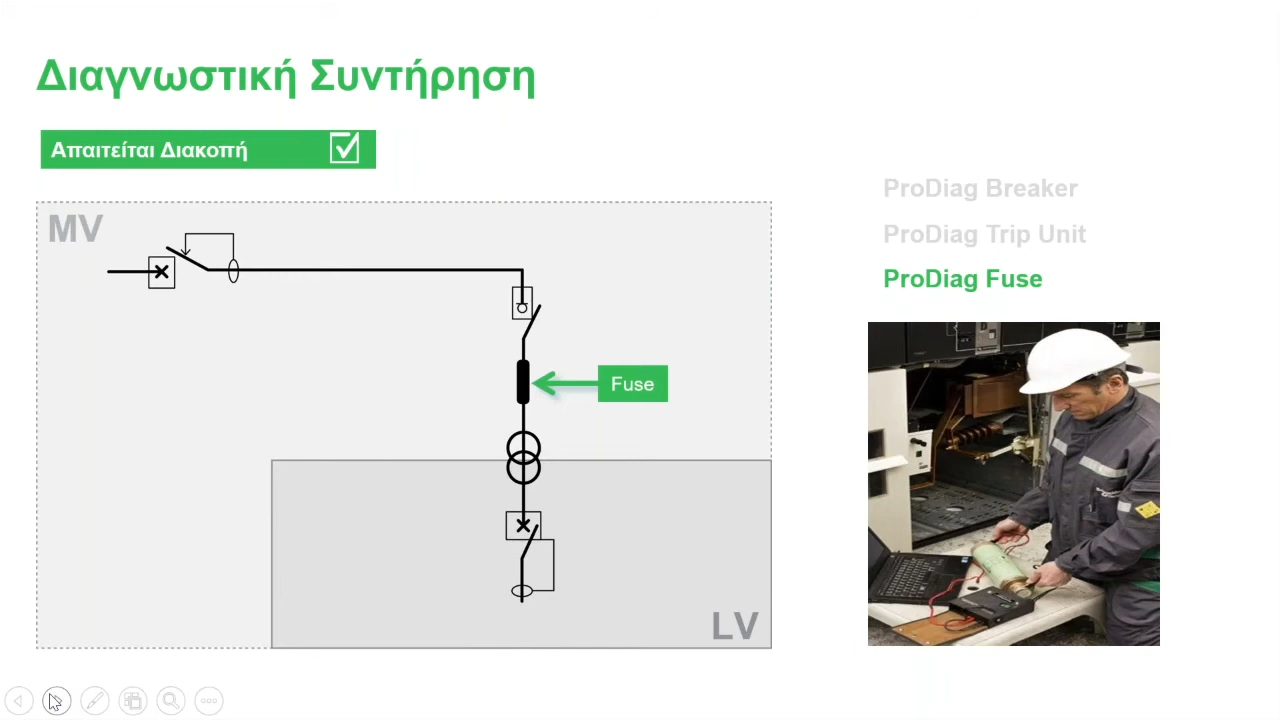 Διαγνωστική Συντήρηση
Απαιτείται Διακοπή
MV
Fuse
LV
ProDiag Breaker
ProDiag Trip Unit
ProDiag Fuse